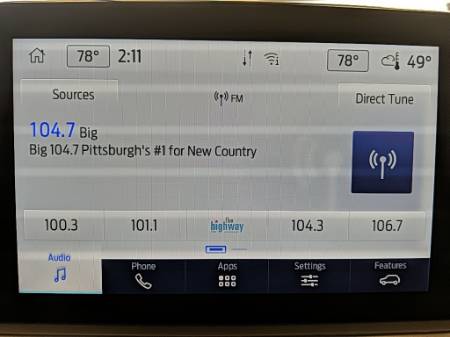 78° 2:11 78° 49°
Sources FM Direct Tune
104.7 Big
Big 104.7 Pittsburgh's #1 for New Country
100.3 101.1 the highway 104.3 106.7
Audio Phone Apps Settings Features